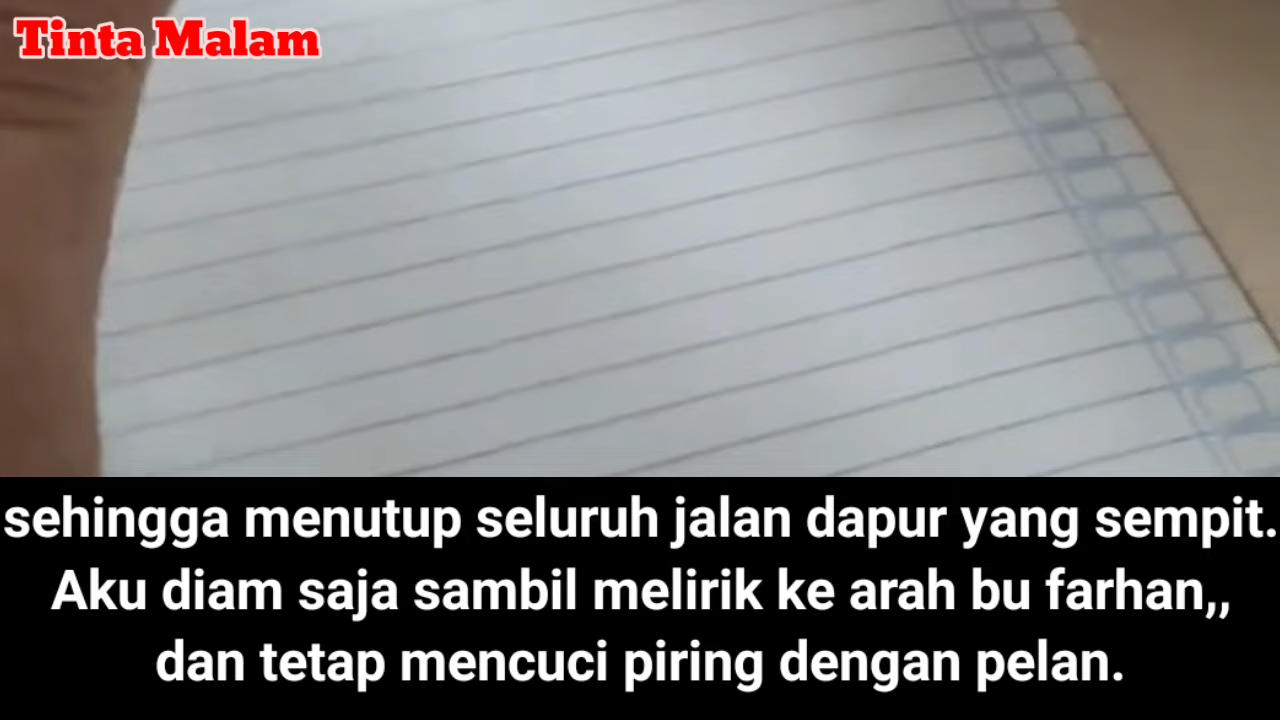 Tinta Malam
sehingga menutup seluruh jalan dapur yang sempit.
Aku diam saja sambil melirik ke arah bu farhan,,
dan tetap mencuci piring dengan pelan.